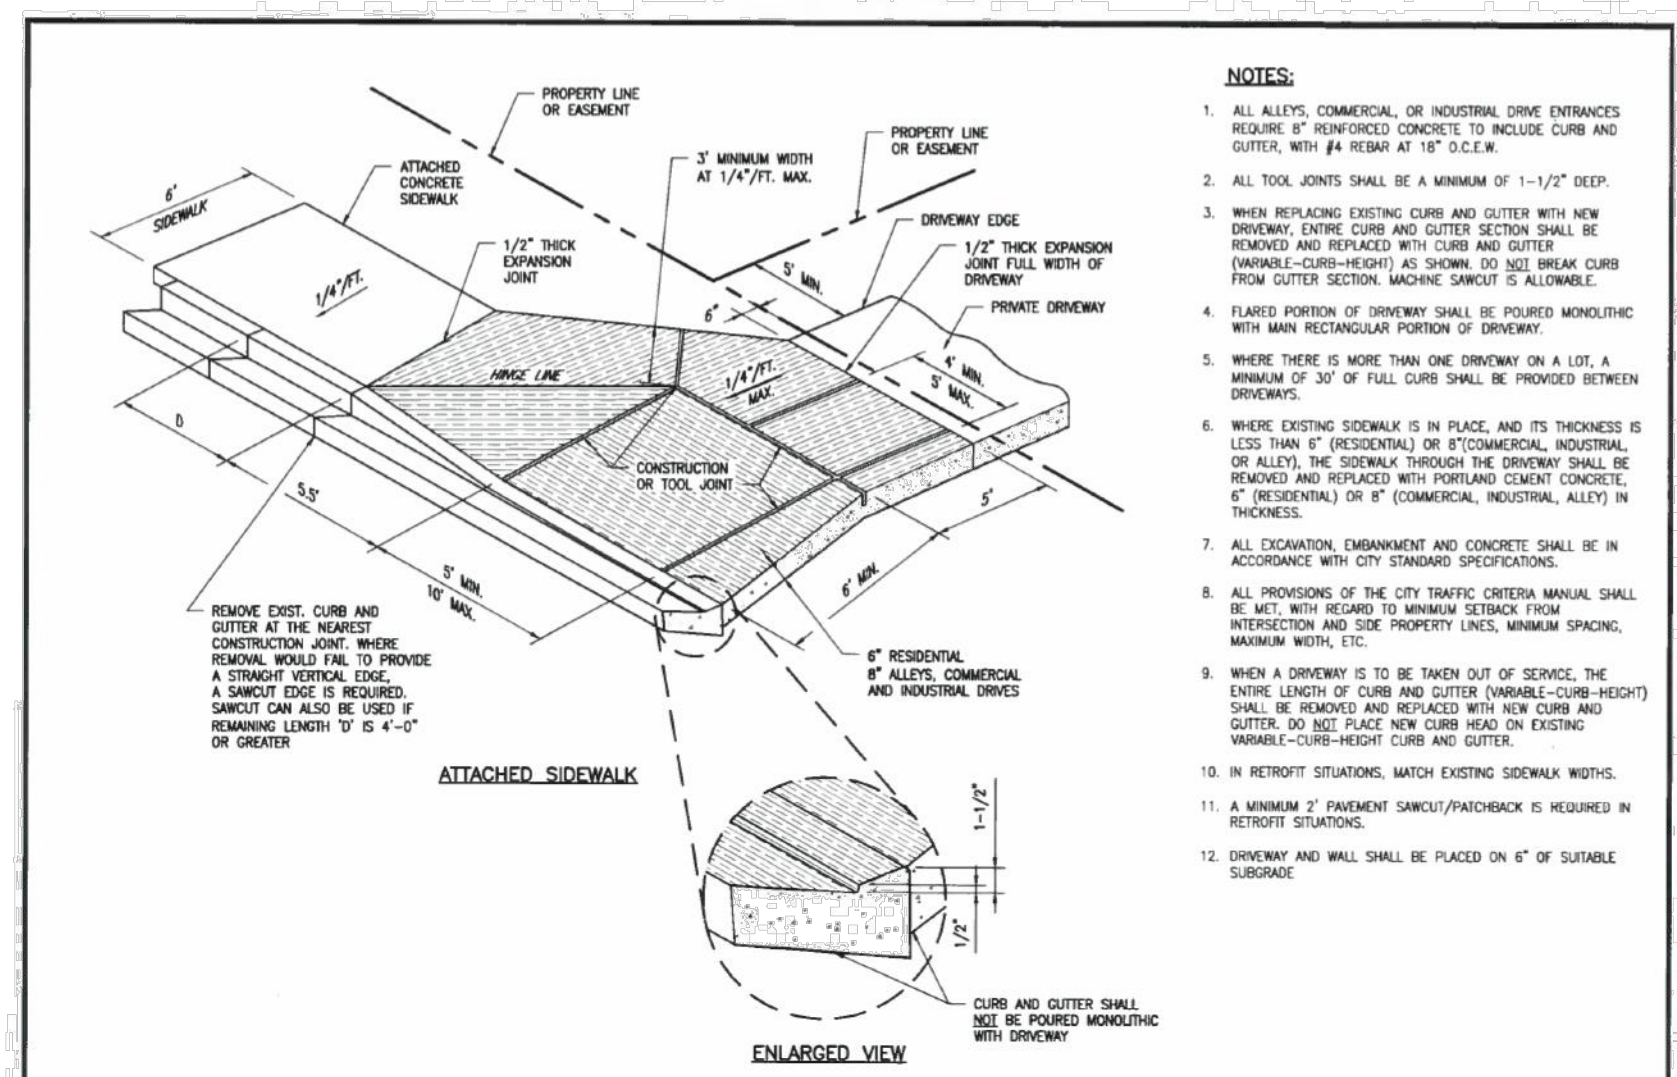 PROPERTY LINE
OR EASEMENT
PROPERTY LINE
OR EASEMENT
3' MINIMUM WIDTH
AT 1/4"/FT. MAX.
ATTACHED
CONCRETE
SIDEWALK
6'
SIDEWALK
DRIVEWAY EDGE
1/2" THICK
EXPANSION
JOINT
1/2" THICK EXPANSION
JOINT FULL WIDTH OF
DRIVEWAY
5' MIN.
1/4"/FT.
6"
PRIVATE DRIVEWAY
HINGE LINE
1/4"/FT.
MAX.
4' MIN.
5' MAX.
D
CONSTRUCTION
OR TOOL JOINT
5.5'
5'
5' MIN.
10' MAX.
6' MIN.
REMOVE EXIST. CURB AND
GUTTER AT THE NEAREST
CONSTRUCTION JOINT. WHERE
REMOVAL WOULD FAIL TO PROVIDE
A STRAIGHT VERTICAL EDGE,
A SAWCUT EDGE IS REQUIRED.
SAWCUT CAN ALSO BE USED IF
REMAINING LENGTH 'D' IS 4'-0"
OR GREATER
6" RESIDENTIAL
8" ALLEYS, COMMERCIAL
AND INDUSTRIAL DRIVES
ATTACHED SIDEWALK
1-1/2"
1/2"
CURB AND GUTTER SHALL
NOT BE POURED MONOLITHIC
WITH DRIVEWAY
ENLARGED VIEW
NOTES:
1. ALL ALLEYS, COMMERCIAL, OR INDUSTRIAL DRIVE ENTRANCES
REQUIRE 8" REINFORCED CONCRETE TO INCLUDE CURB AND
GUTTER, WITH #4 REBAR AT 18" O.C.E.W.
2. ALL TOOL JOINTS SHALL BE A MINIMUM OF 1-1/2" DEEP.
3. WHEN REPLACING EXISTING CURB AND GUTTER WITH NEW
DRIVEWAY, ENTIRE CURB AND GUTTER SECTION SHALL BE
REMOVED AND REPLACED WITH CURB AND GUTTER
(VARIABLE-CURB-HEIGHT) AS SHOWN. DO NOT BREAK CURB
FROM GUTTER SECTION. MACHINE SAWCUT IS ALLOWABLE.
4. FLARED PORTION OF DRIVEWAY SHALL BE POURED MONOLITHIC
WITH MAIN RECTANGULAR PORTION OF DRIVEWAY.
5. WHERE THERE IS MORE THAN ONE DRIVEWAY ON A LOT, A
MINIMUM OF 30' OF FULL CURB SHALL BE PROVIDED BETWEEN
DRIVEWAYS.
6. WHERE EXISTING SIDEWALK IS IN PLACE, AND ITS THICKNESS IS
LESS THAN 6" (RESIDENTIAL) OR 8"(COMMERCIAL, INDUSTRIAL,
OR ALLEY), THE SIDEWALK THROUGH THE DRIVEWAY SHALL BE
REMOVED AND REPLACED WITH PORTLAND CEMENT CONCRETE,
6" (RESIDENTIAL) OR 8" (COMMERCIAL, INDUSTRIAL, ALLEY) IN
THICKNESS.
7. ALL EXCAVATION, EMBANKMENT AND CONCRETE SHALL BE IN
ACCORDANCE WITH CITY STANDARD SPECIFICATIONS.
8. ALL PROVISIONS OF THE CITY TRAFFIC CRITERIA MANUAL SHALL
BE MET, WITH REGARD TO MINIMUM SETBACK FROM
INTERSECTION AND SIDE PROPERTY LINES, MINIMUM SPACING,
MAXIMUM WIDTH, ETC.
9. WHEN A DRIVEWAY IS TO BE TAKEN OUT OF SERVICE, THE
ENTIRE LENGTH OF CURB AND GUTTER (VARIABLE-CURB-HEIGHT)
SHALL BE REMOVED AND REPLACED WITH NEW CURB AND
GUTTER. DO NOT PLACE NEW CURB HEAD ON EXISTING
VARIABLE-CURB-HEIGHT CURB AND GUTTER.
10. IN RETROFIT SITUATIONS, MATCH EXISTING SIDEWALK WIDTHS.
11. A MINIMUM 2' PAVEMENT SAWCUT/PATCHBACK IS REQUIRED IN
RETROFIT SITUATIONS.
12. DRIVEWAY AND WALL SHALL BE PLACED ON 6" OF SUITABLE
SUBGRADE